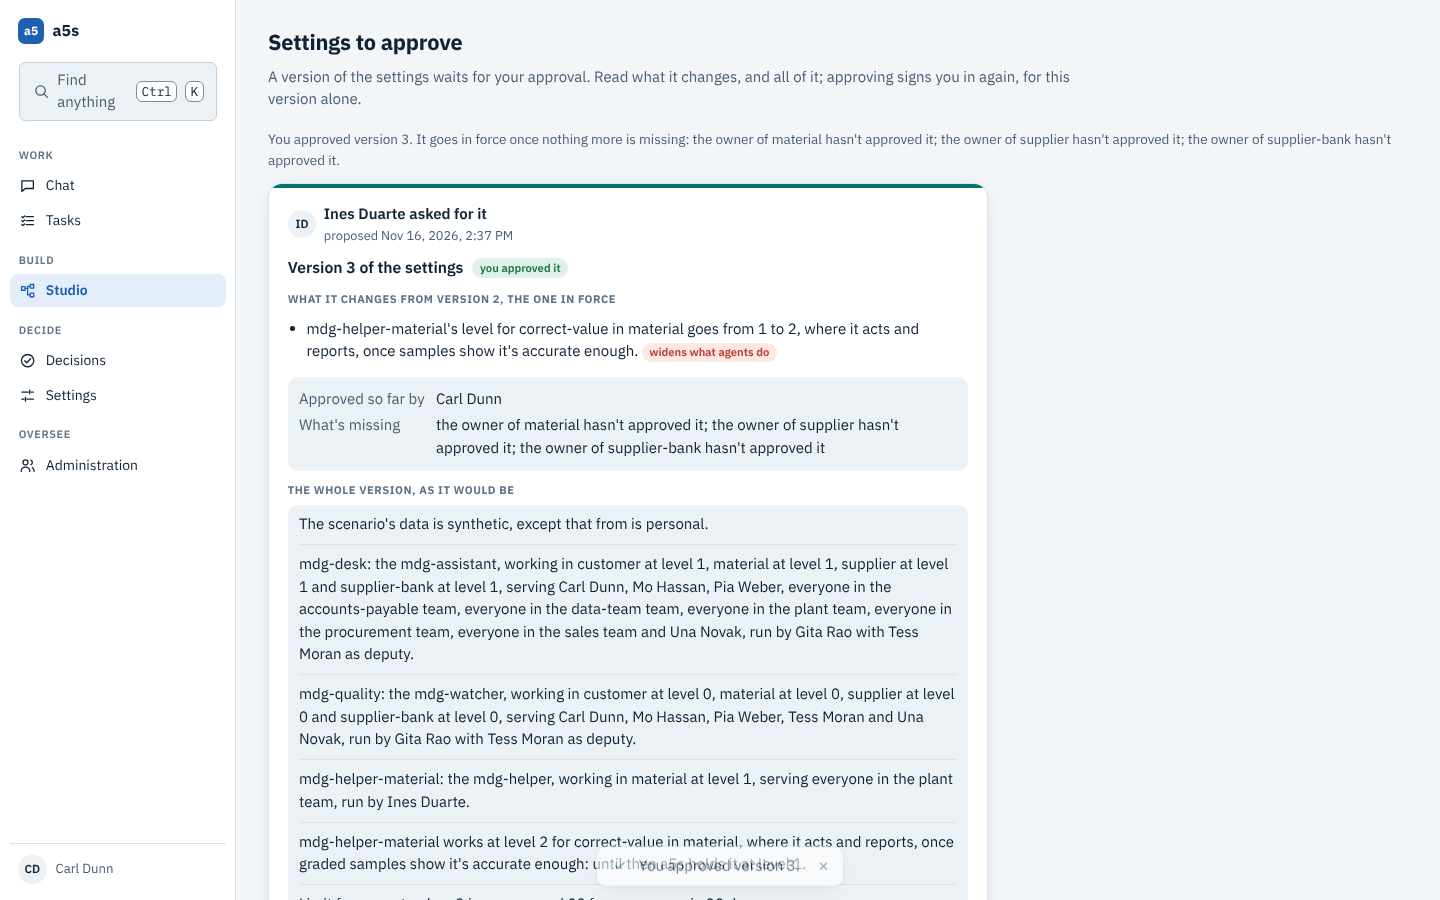 a5 a5s
Find anything Ctrl K
WORK
Chat
Tasks
BUILD
Studio
DECIDE
Decisions
Settings
OVERSEE
Administration
CD Carl Dunn
Settings to approve
A version of the settings waits for your approval. Read what it changes, and all of it; approving signs you in again, for this
version alone.
You approved version 3. It goes in force once nothing more is missing: the owner of material hasn't approved it; the owner of supplier hasn't approved it; the owner of supplier-bank hasn't
approved it.
ID Ines Duarte asked for it
proposed Nov 16, 2026, 2:37 PM
Version 3 of the settings you approved it
WHAT IT CHANGES FROM VERSION 2, THE ONE IN FORCE
• mdg-helper-material's level for correct-value in material goes from 1 to 2, where it acts and
reports, once samples show it's accurate enough. widens what agents do
Approved so far by Carl Dunn
What's missing the owner of material hasn't approved it; the owner of supplier hasn't
approved it; the owner of supplier-bank hasn't approved it
THE WHOLE VERSION, AS IT WOULD BE
The scenario's data is synthetic, except that from is personal.
mdg-desk: the mdg-assistant, working in customer at level 1, material at level 1, supplier at level
1 and supplier-bank at level 1, serving Carl Dunn, Mo Hassan, Pia Weber, everyone in the
accounts-payable team, everyone in the data-team team, everyone in the plant team, everyone in
the procurement team, everyone in the sales team and Una Novak, run by Gita Rao with Tess
Moran as deputy.
mdg-quality: the mdg-watcher, working in customer at level 0, material at level 0, supplier at level
0 and supplier-bank at level 0, serving Carl Dunn, Mo Hassan, Pia Weber, Tess Moran and Una
Novak, run by Gita Rao with Tess Moran as deputy.
mdg-helper-material: the mdg-helper, working in material at level 1, serving everyone in the plant
team, run by Ines Duarte.
mdg-helper-material works at level 2 for correct-value in material, where it acts and reports, once
graded samples show it's accurate enough: until then a5s holds it at level 1.
You approved version 3.